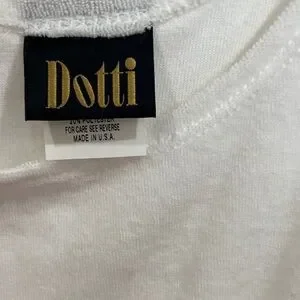 Dotti
20% POLYESTER
FOR CARE SEE REVERSE
MADE IN U.S.A.